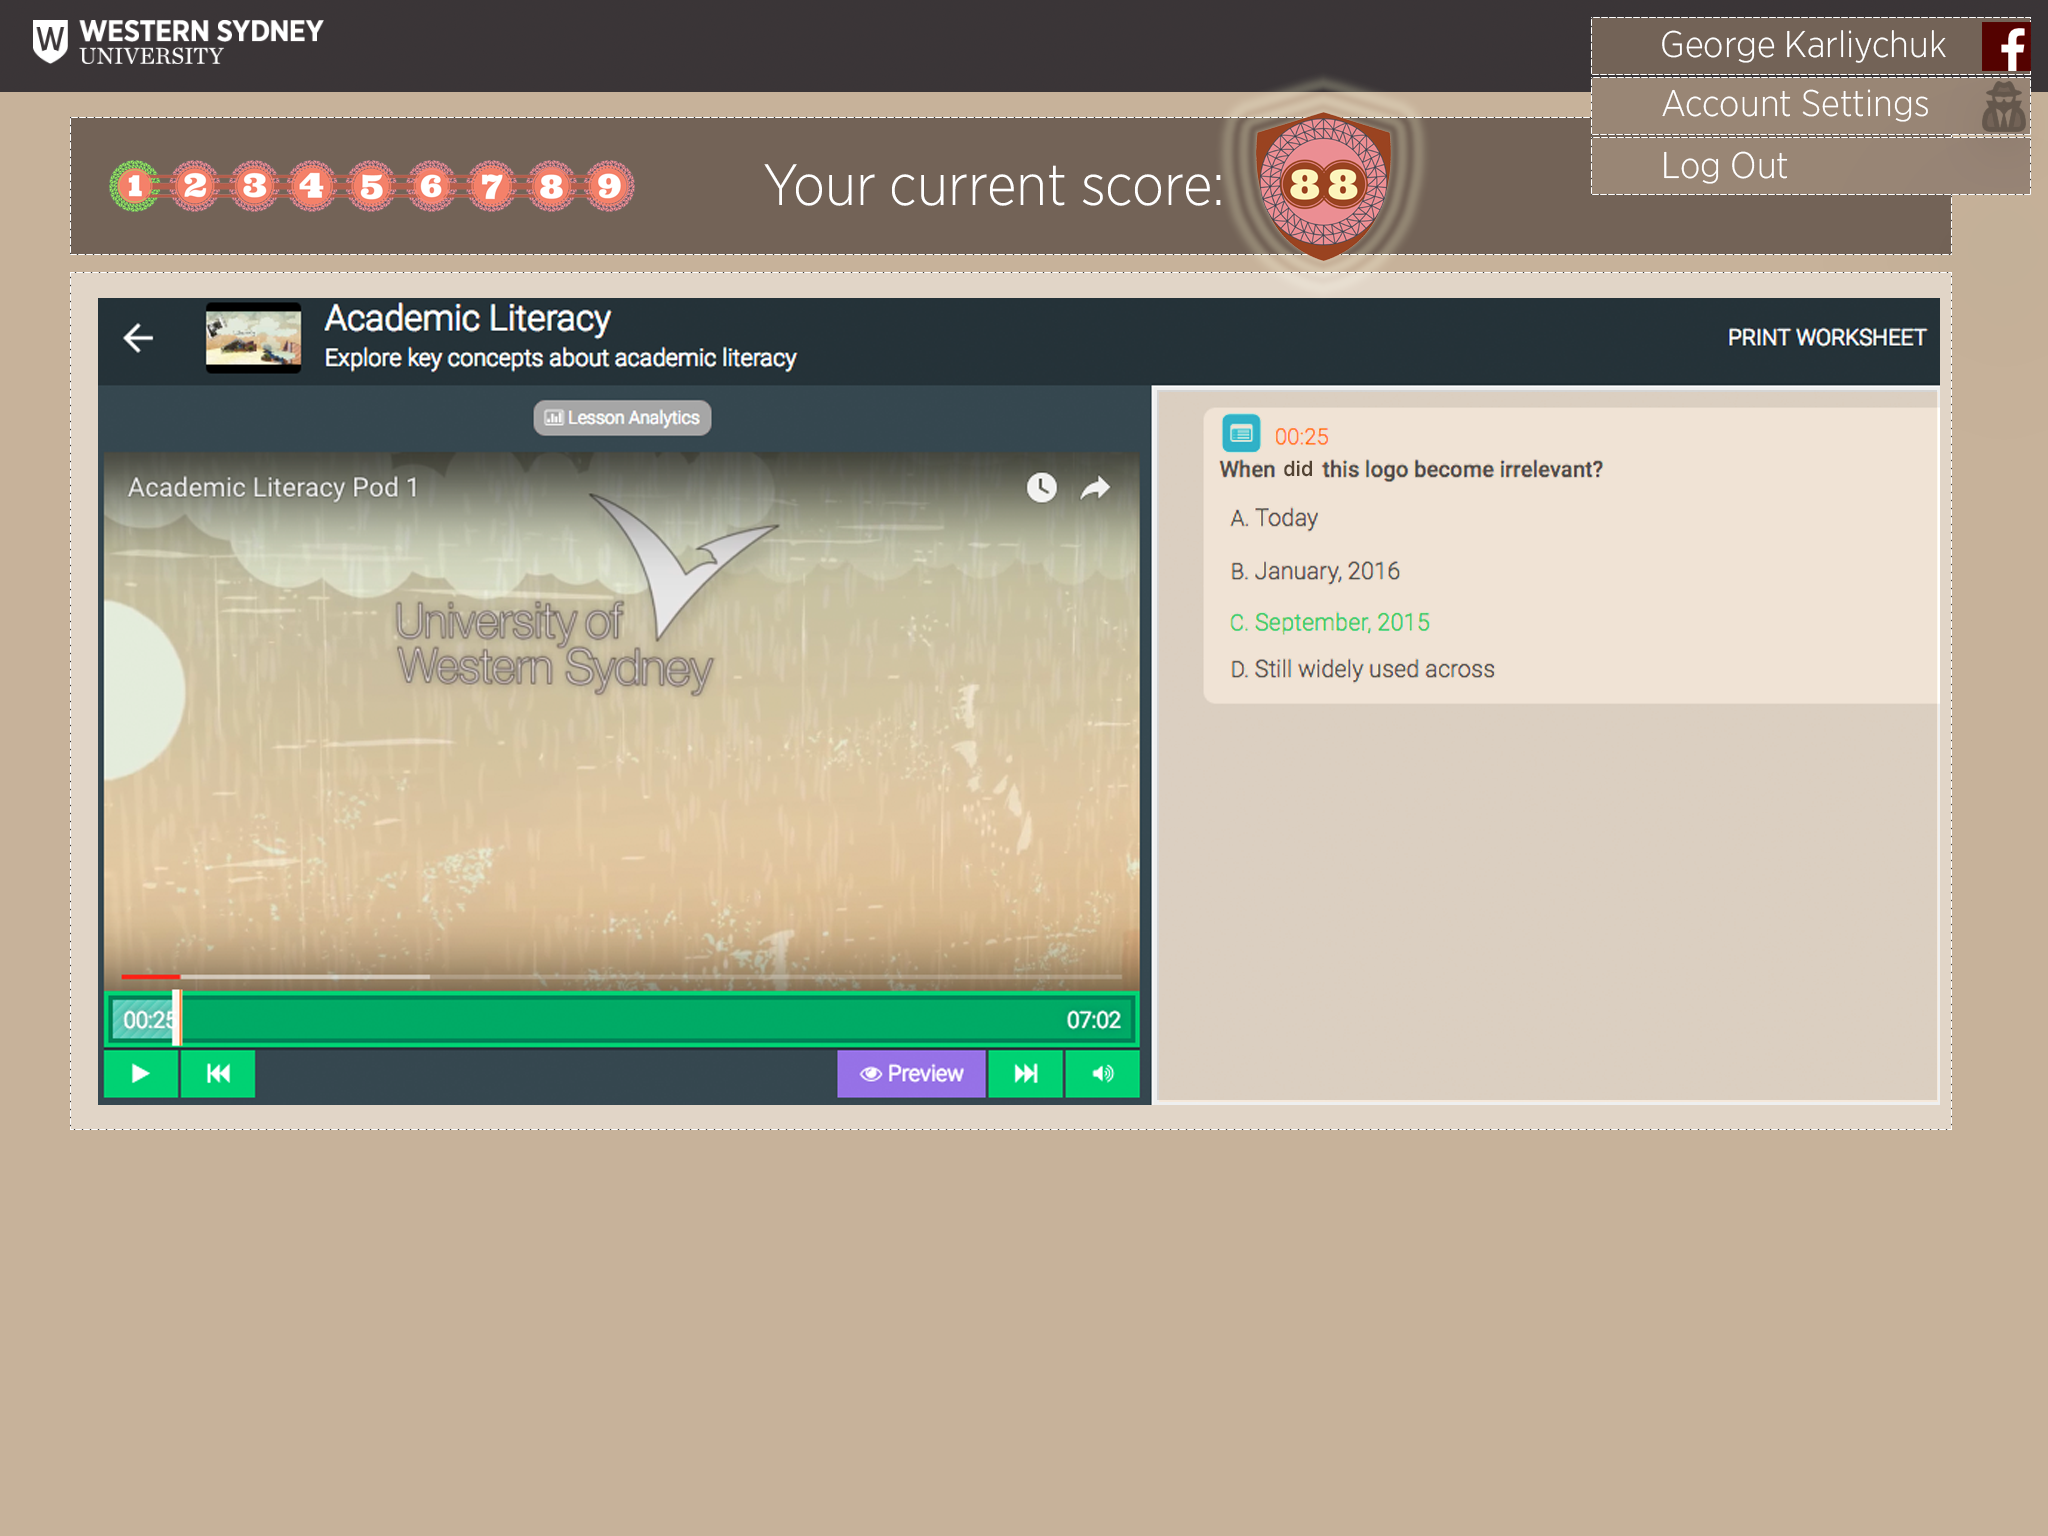 WESTERN SYDNEY
UNIVERSITY
George Karliychuk
Account Settings
Log Out
1 2 3 4 5 6 7 8 9
Your current score: 88
Academic Literacy
Explore key concepts about academic literacy
PRINT WORKSHEET
Lesson Analytics
Academic Literacy Pod 1
University of
Western Sydney
00:25
07:02
Preview
00:25
When did this logo become irrelevant?
A. Today
B. January, 2016
C. September, 2015
D. Still widely used across